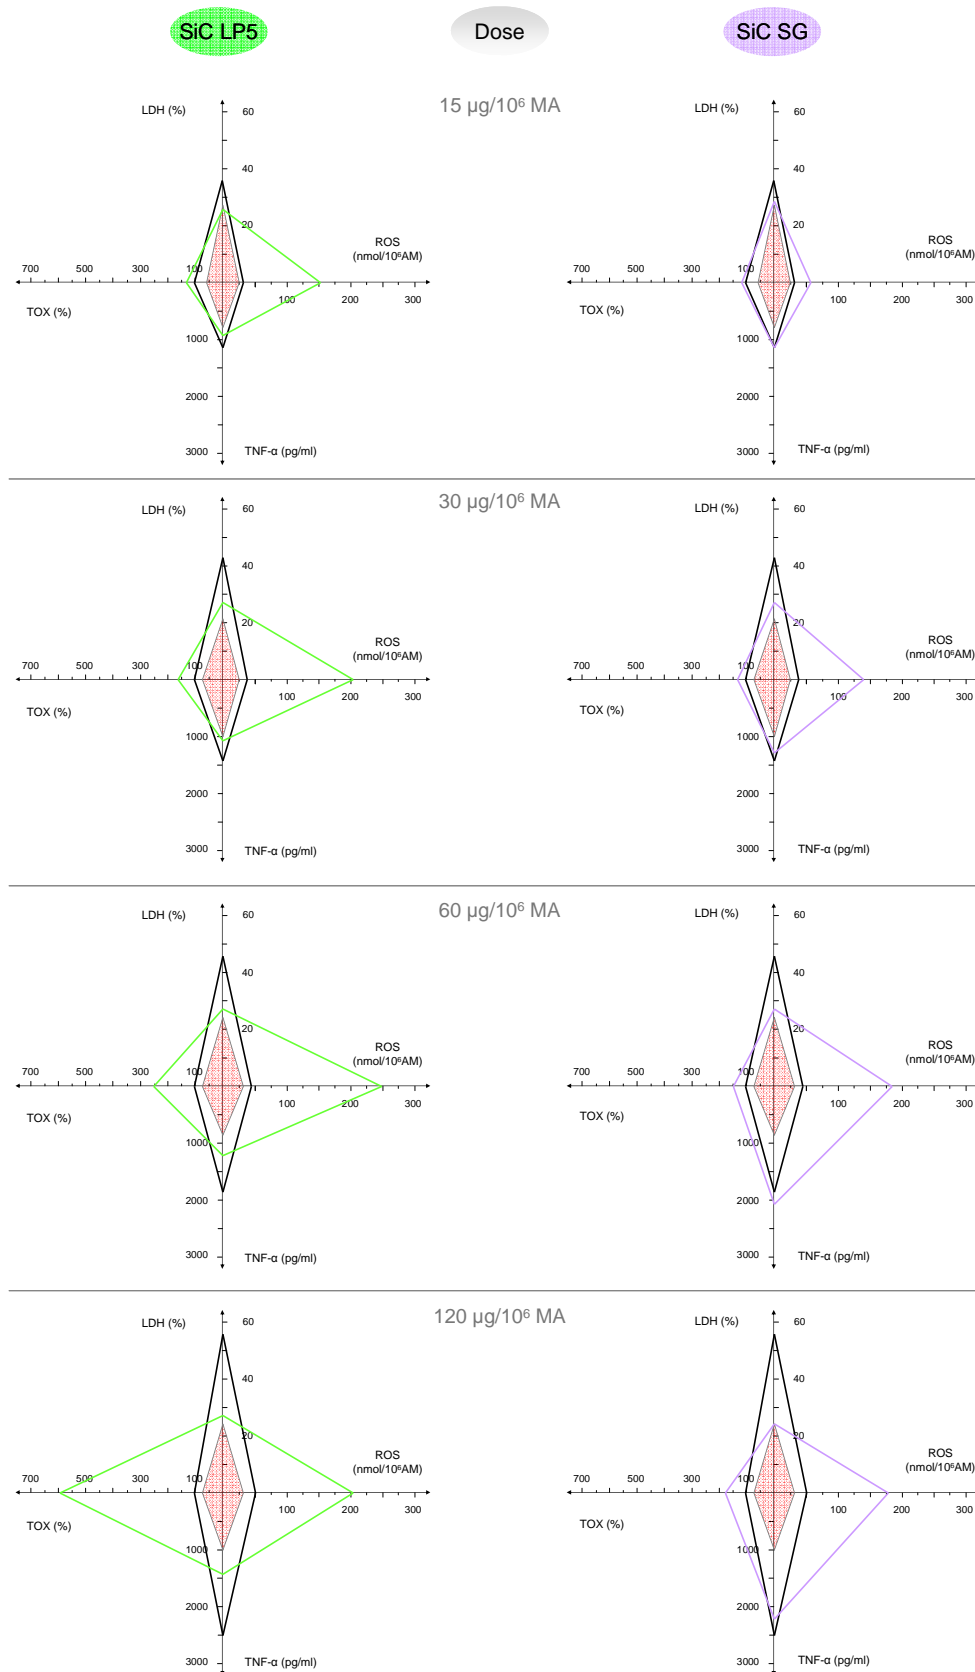 SiC LP5 Dose SiC SG
15 µg/10⁶ MA
LDH (%) 60 LDH (%) 60
40 40
20 20
ROS ROS
(nmol/10⁶AM) (nmol/10⁶AM)
700 500 300 100 700 500 300 100
100 200 300 100 200 300
TOX (%) TOX (%)
1000 1000
2000 2000
3000 TNF-α (pg/ml) 3000 TNF-α (pg/ml)
30 µg/10⁶ MA
LDH (%) 60 LDH (%) 60
40 40
20 20
ROS ROS
(nmol/10⁶AM) (nmol/10⁶AM)
700 500 300 100 700 500 300 100
100 200 300 100 200 300
TOX (%) TOX (%)
1000 1000
2000 2000
3000 TNF-α (pg/ml) 3000 TNF-α (pg/ml)
60 µg/10⁶ MA
LDH (%) 60 LDH (%) 60
40 40
20 20
ROS ROS
(nmol/10⁶AM) (nmol/10⁶AM)
700 500 300 100 700 500 300 100
100 200 300 100 200 300
TOX (%) TOX (%)
1000 1000
2000 2000
3000 TNF-α (pg/ml) 3000 TNF-α (pg/ml)
120 µg/10⁶ MA
LDH (%) 60 LDH (%) 60
40 40
20 20
ROS ROS
(nmol/10⁶AM) (nmol/10⁶AM)
700 500 300 100 700 500 300 100
100 200 300 100 200 300
TOX (%) TOX (%)
1000 1000
2000 2000
3000 TNF-α (pg/ml) 3000 TNF-α (pg/ml)